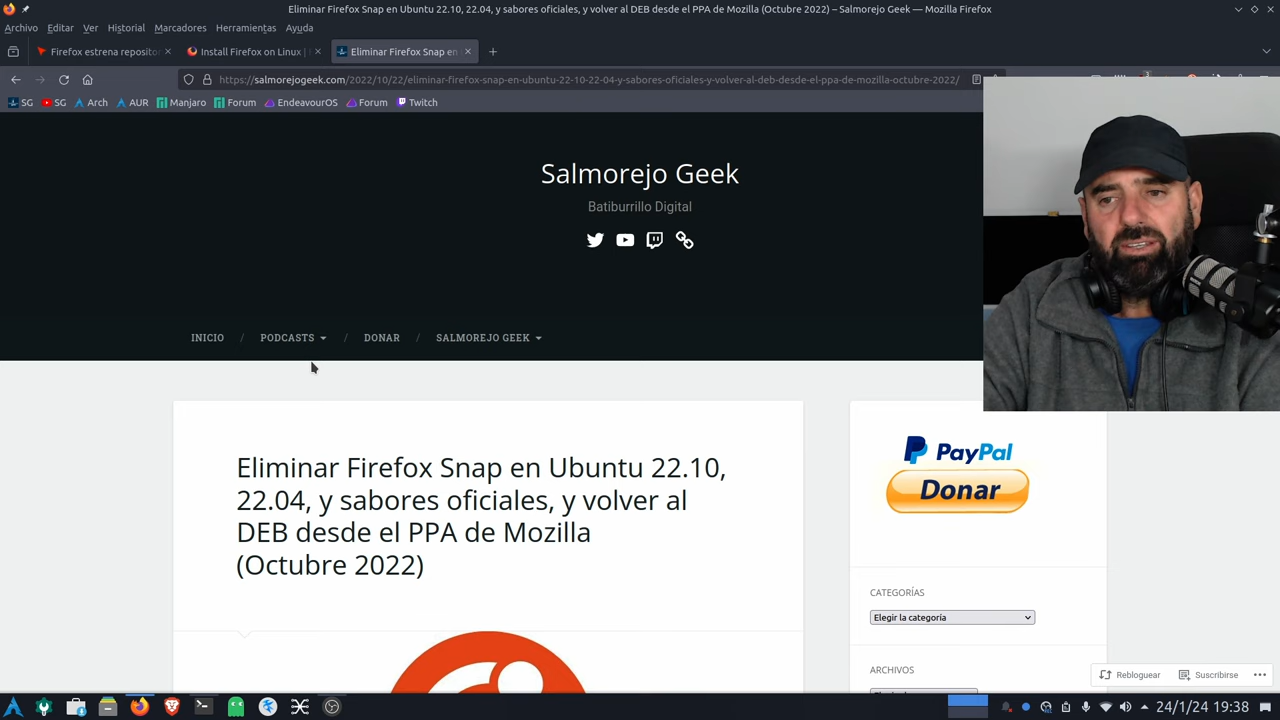 Eliminar Firefox Snap en Ubuntu 22.10, 22.04, y sabores oficiales, y volver al DEB desde el PPA de Mozilla (Octubre 2022) – Salmorejo Geek — Mozilla Firefox
Archivo Editar Ver Historial Marcadores Herramientas Ayuda
Firefox estrena reposito
Install Firefox on Linux |
Eliminar Firefox Snap en
https://salmorejogeek.com/2022/10/22/eliminar-firefox-snap-en-ubuntu-22-10-22-04-y-sabores-oficiales-y-volver-al-deb-desde-el-ppa-de-mozilla-octubre-2022/
SG SG Arch AUR Manjaro Forum EndeavourOS Forum Twitch
Salmorejo Geek
Batiburrillo Digital
INICIO / PODCASTS / DONAR / SALMOREJO GEEK
Eliminar Firefox Snap en Ubuntu 22.10,
22.04, y sabores oficiales, y volver al
DEB desde el PPA de Mozilla
(Octubre 2022)
PayPal
Donar
CATEGORÍAS
Elegir la categoría
ARCHIVOS
Rebloguear Suscribirse
24/1/24 19:38